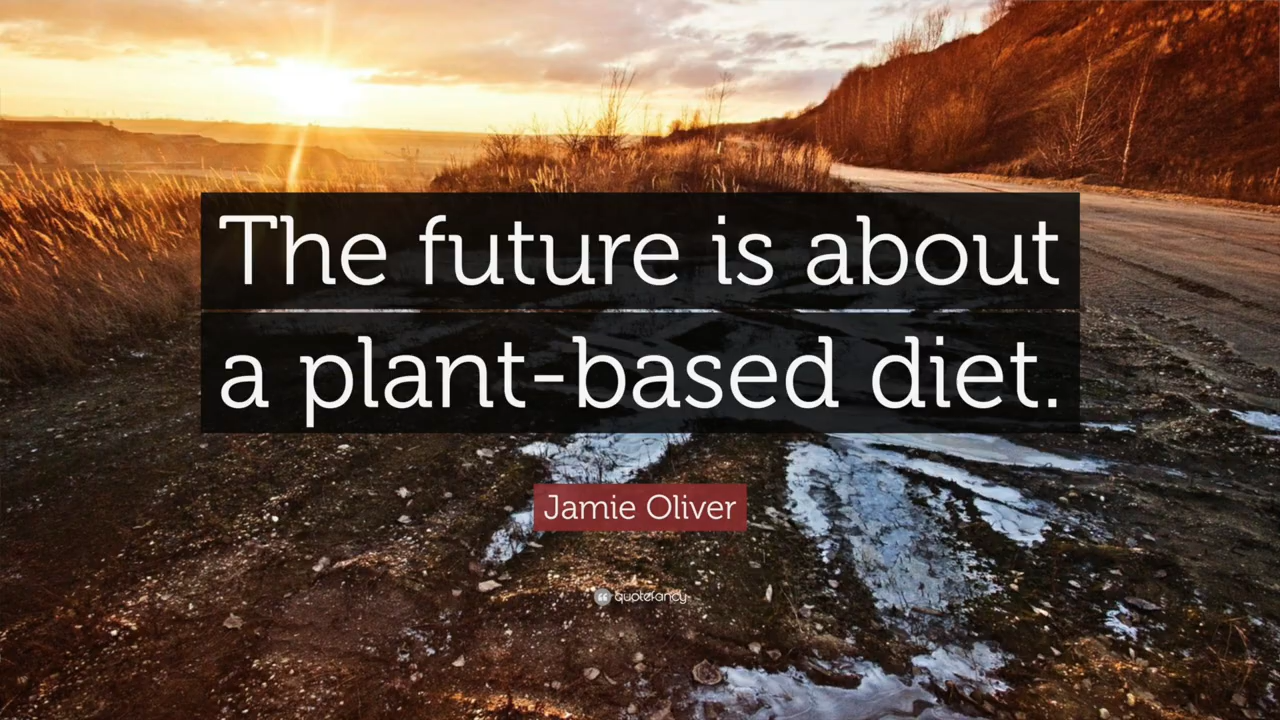 The future is about
a plant-based diet.
Jamie Oliver
quotefancy